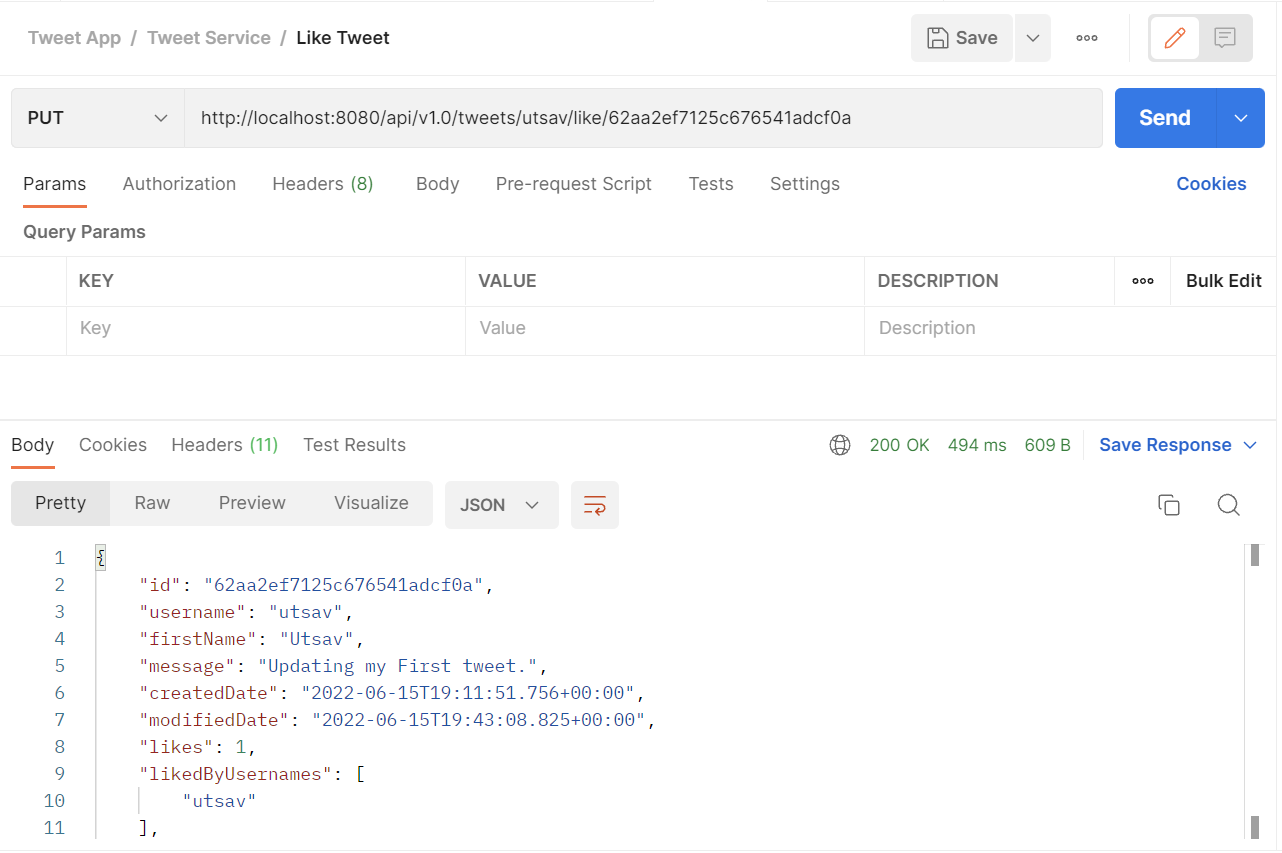 Tweet App / Tweet Service / Like Tweet
Save
PUT
http://localhost:8080/api/v1.0/tweets/utsav/like/62aa2ef7125c676541adcf0a
Send
Params Authorization Headers (8) Body Pre-request Script Tests Settings Cookies
Query Params
KEY VALUE DESCRIPTION Bulk Edit
Key Value Description
Body Cookies Headers (11) Test Results 200 OK 494 ms 609 B Save Response
Pretty Raw Preview Visualize JSON
1 {
2 "id": "62aa2ef7125c676541adcf0a",
3 "username": "utsav",
4 "firstName": "Utsav",
5 "message": "Updating my First tweet.",
6 "createdDate": "2022-06-15T19:11:51.756+00:00",
7 "modifiedDate": "2022-06-15T19:43:08.825+00:00",
8 "likes": 1,
9 "likedByUsernames": [
10 "utsav"
11 ],